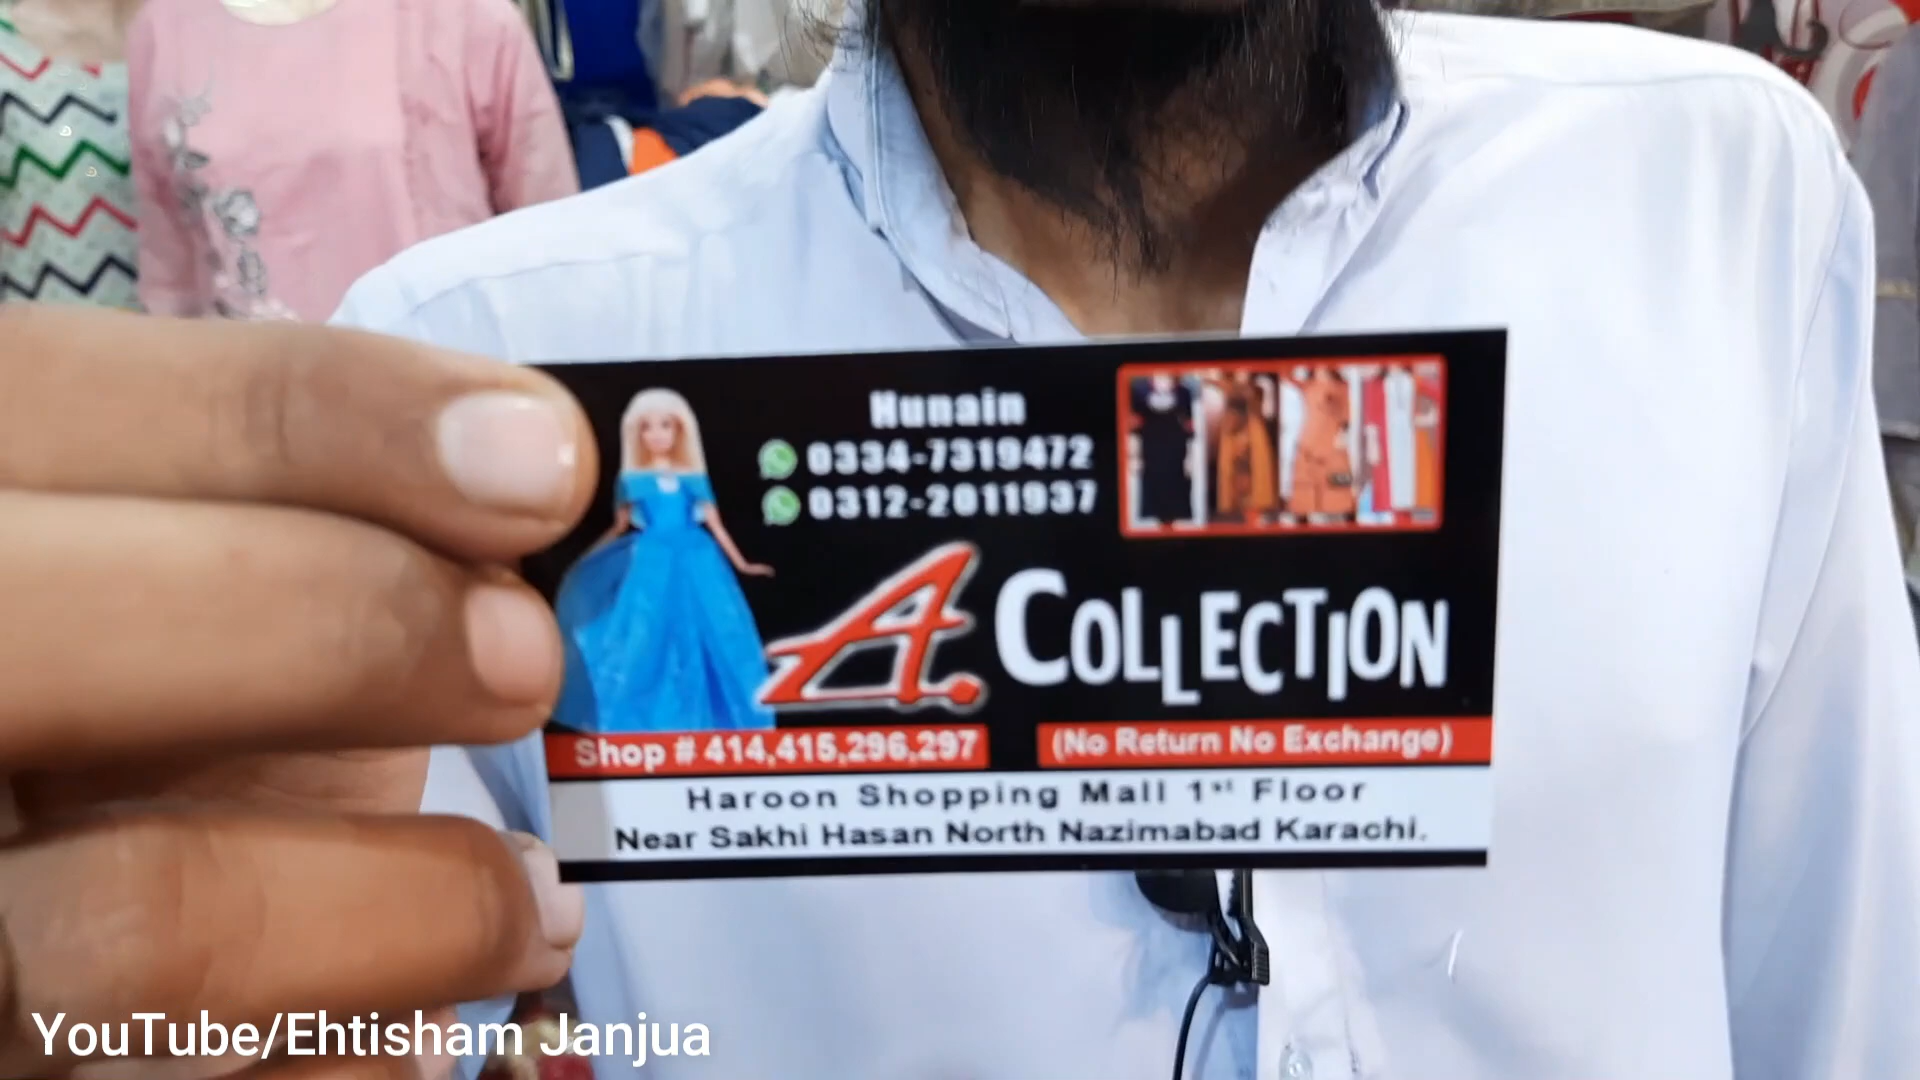 Hunain
0334-7319472
0312-2011937
A. COLLECTION
Shop # 414,415,296,297
(No Return No Exchange)
Haroon Shopping Mall 1st Floor
Near Sakhi Hasan North Nazimabad Karachi.
YouTube/Ehtisham Janjua